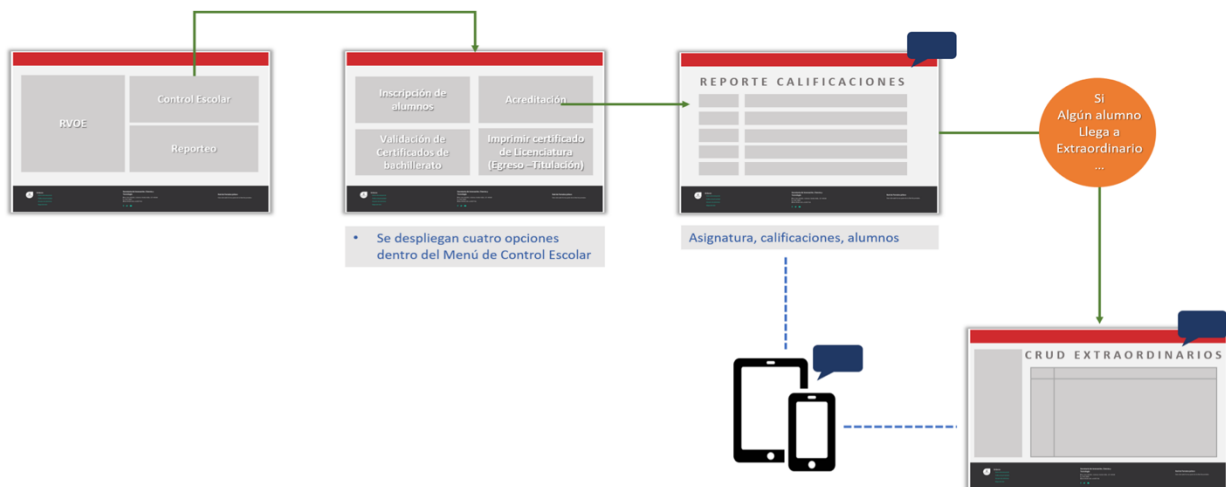 RVOE
Control Escolar
Reporteo
Inscripción de
alumnos
Acreditación
Validación de
Certificados de
bachillerato
Imprimir certificado
de Licenciatura
(Egreso –Titulación)
• Se despliegan cuatro opciones
dentro del Menú de Control Escolar
REPORTE CALIFICACIONES
Asignatura, calificaciones, alumnos
Si
Algún alumno
Llega a
Extraordinario
...
CRUD EXTRAORDINARIOS